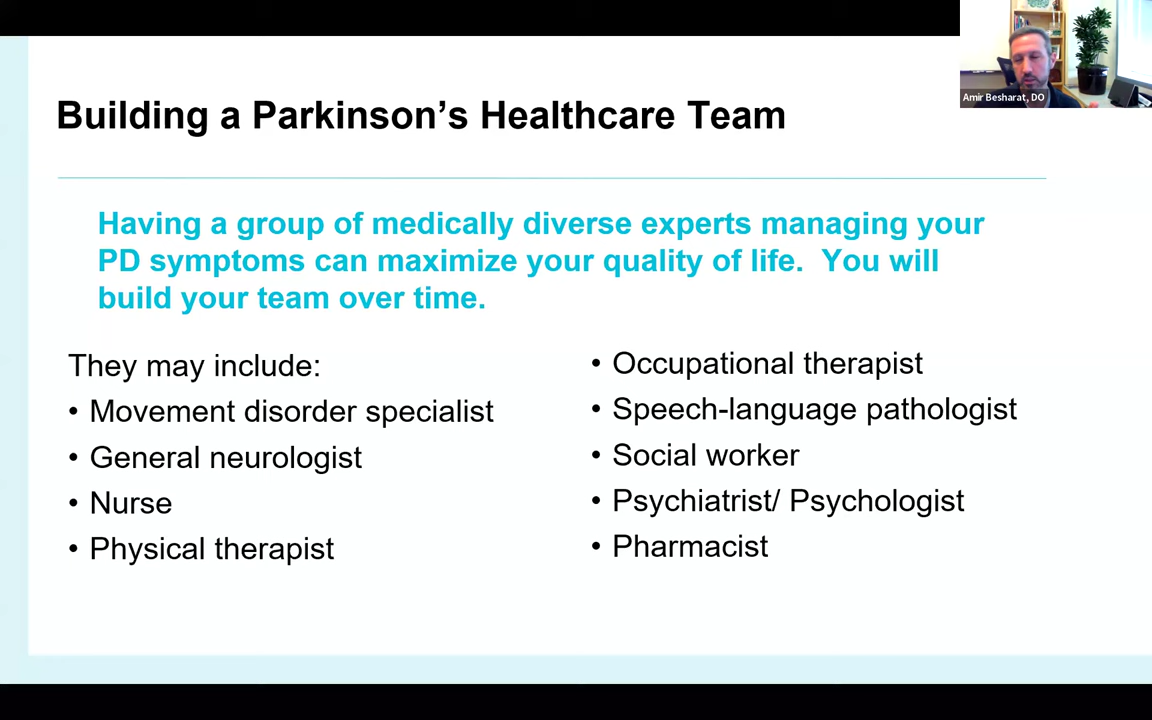 Amir Besharat, DO
Building a Parkinson's Healthcare Team
Having a group of medically diverse experts managing your
PD symptoms can maximize your quality of life.  You will
build your team over time.
They may include:
• Movement disorder specialist
• General neurologist
• Nurse
• Physical therapist
• Occupational therapist
• Speech-language pathologist
• Social worker
• Psychiatrist/ Psychologist
• Pharmacist